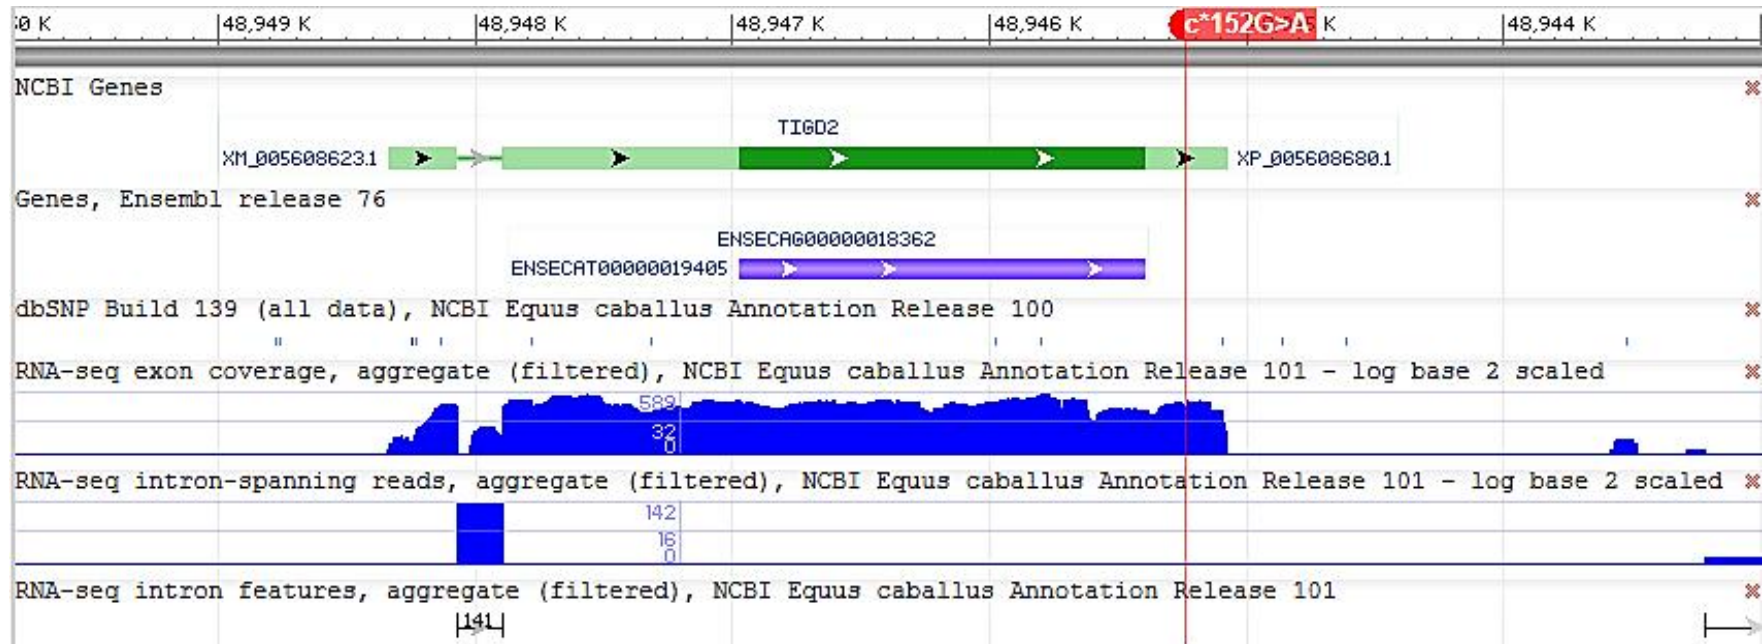 0 K 48,949 K 48,948 K 48,947 K 48,946 K c*152G>A K 48,944 K
NCBI Genes
TIGD2
XM_005608623.1 XP_005608680.1
Genes, Ensembl release 76
ENSECAG00000018362
ENSECAT00000019405
dbSNP Build 139 (all data), NCBI Equus caballus Annotation Release 100
RNA-seq exon coverage, aggregate (filtered), NCBI Equus caballus Annotation Release 101 - log base 2 scaled
589
32
0
RNA-seq intron-spanning reads, aggregate (filtered), NCBI Equus caballus Annotation Release 101 - log base 2 scaled
142
16
0
RNA-seq intron features, aggregate (filtered), NCBI Equus caballus Annotation Release 101
141